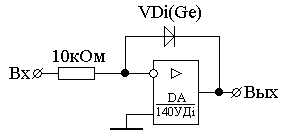 VDi(Ge)
10кОм
Вх
Вых
DA
140УДi